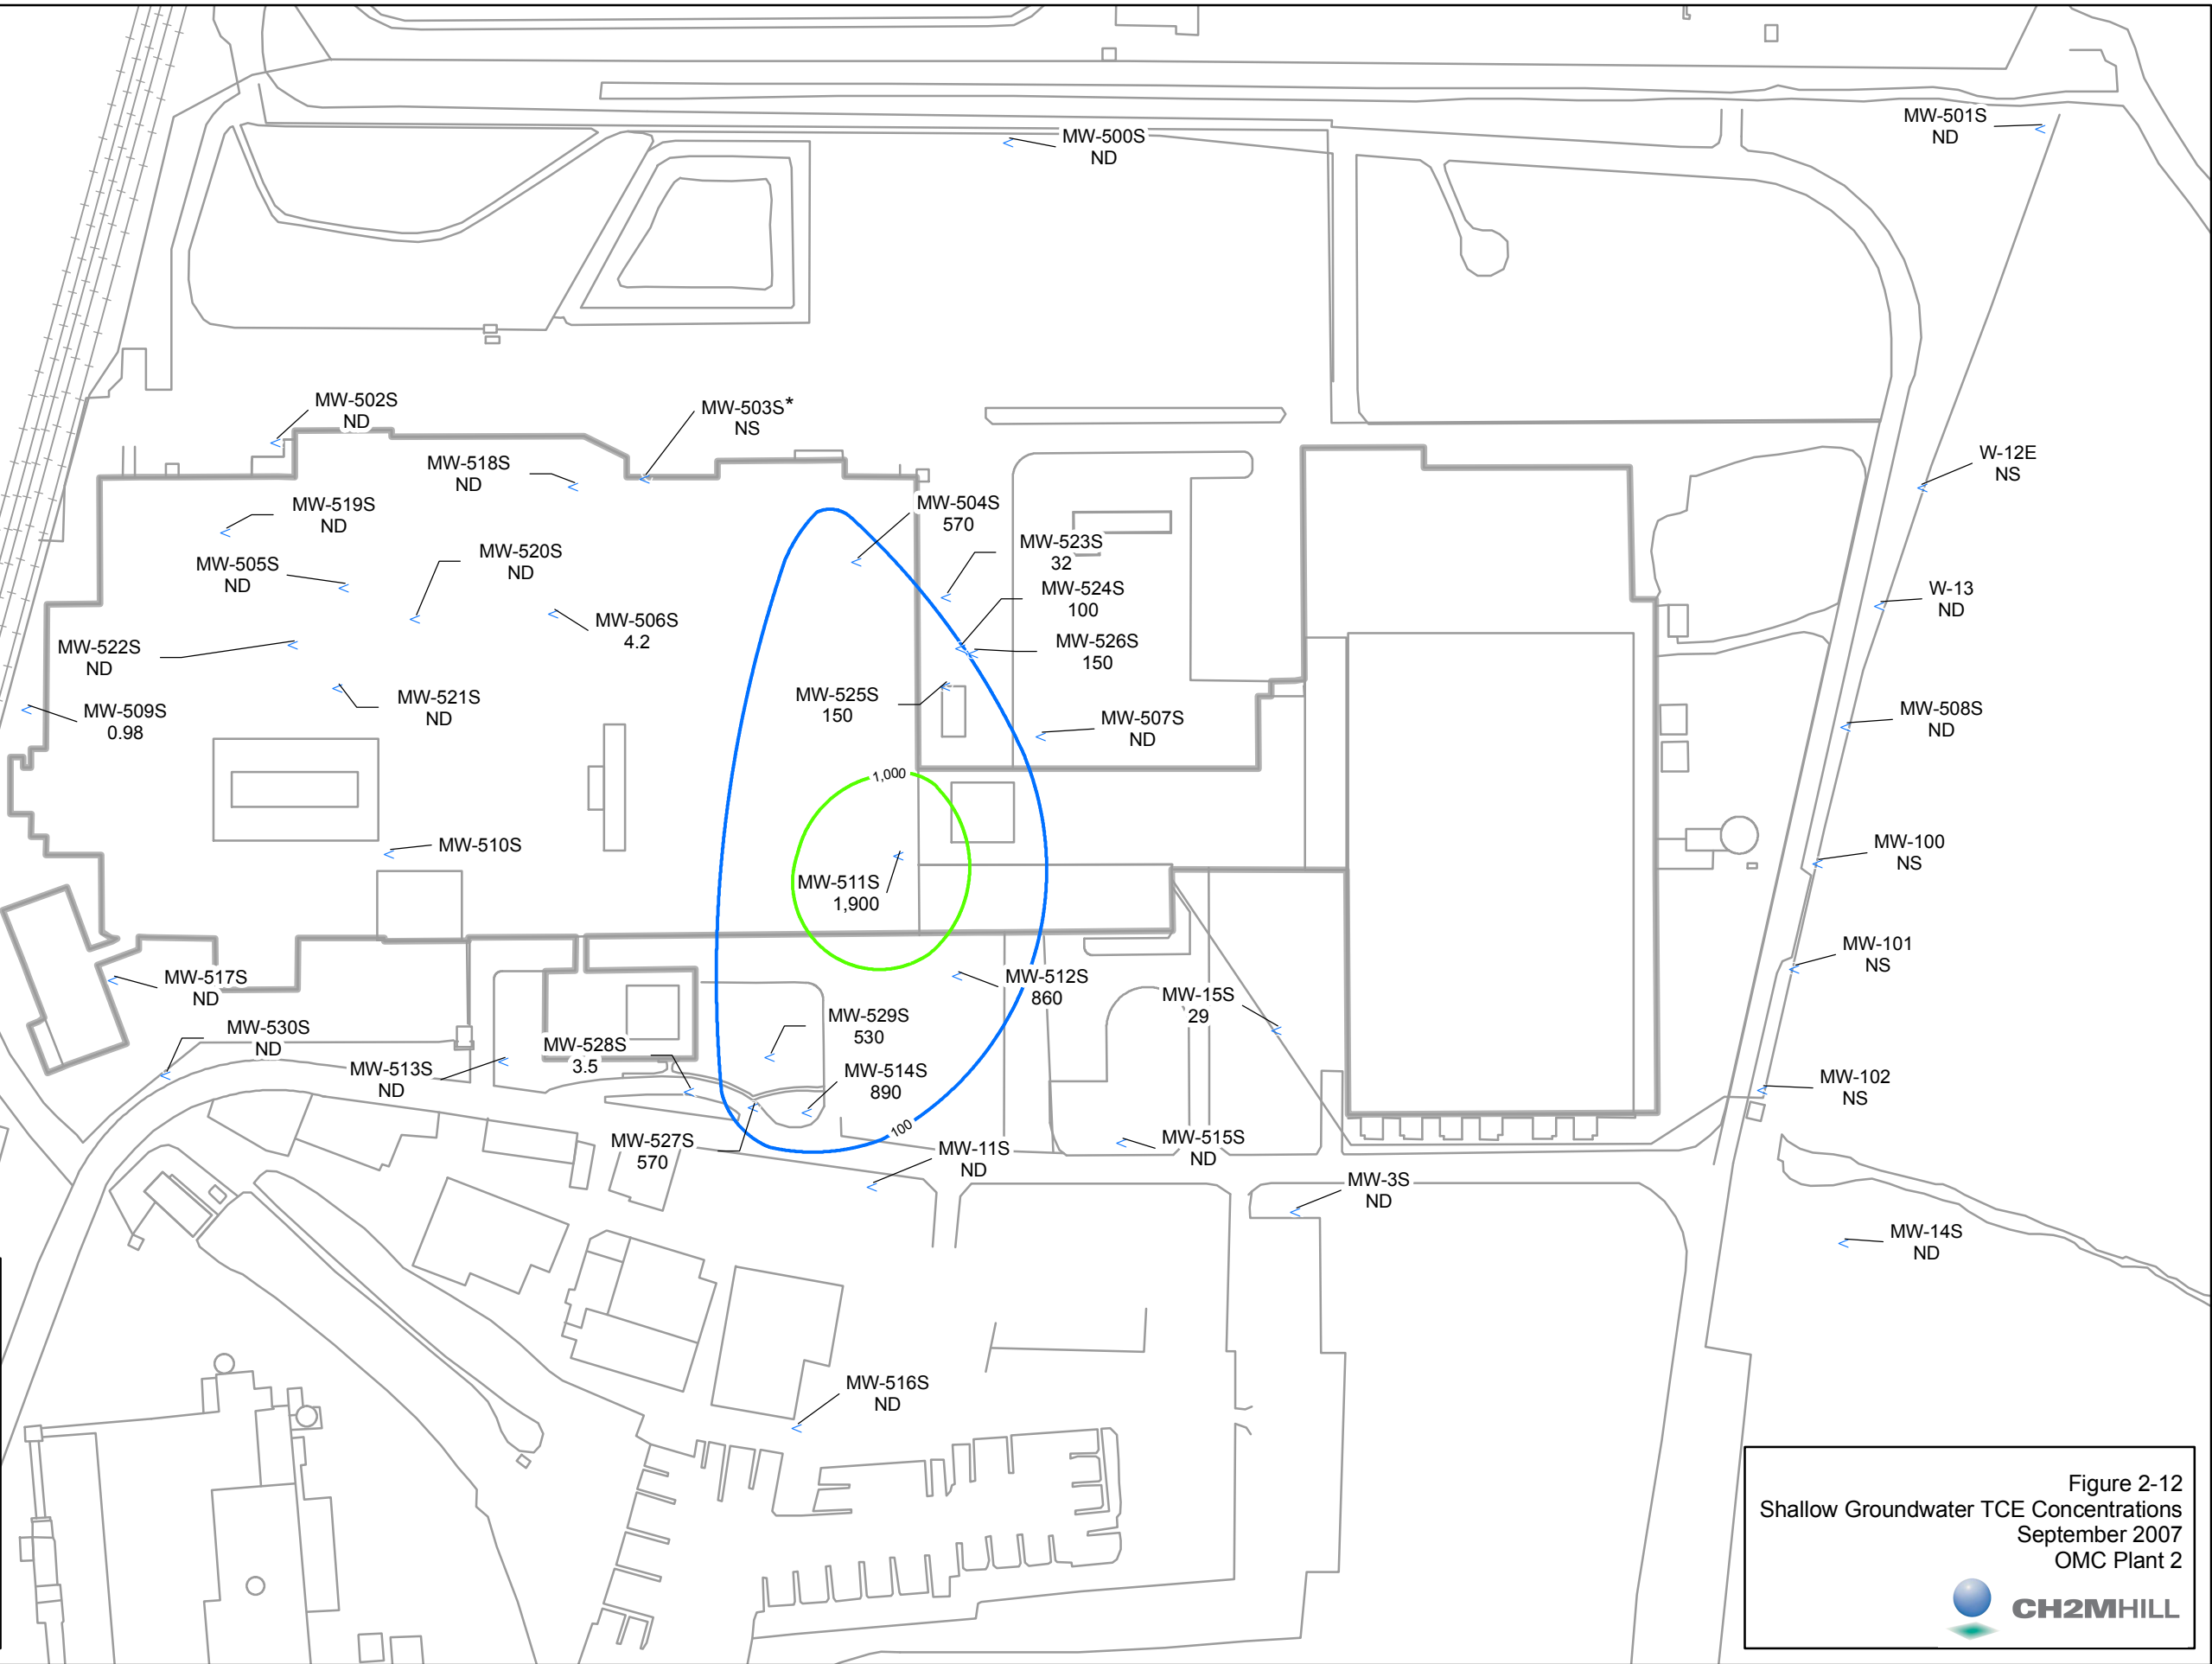 MW-500S
ND
MW-501S
ND
MW-502S
ND
MW-503S*
NS
MW-518S
ND
MW-519S
ND
MW-504S
570
W-12E
NS
MW-505S
ND
MW-520S
ND
MW-523S
32
MW-524S
100
W-13
ND
MW-506S
4.2
MW-526S
150
MW-522S
ND
MW-521S
ND
MW-525S
150
MW-509S
0.98
MW-507S
ND
MW-508S
ND
1,000
MW-510S
MW-511S
1,900
MW-100
NS
MW-101
NS
MW-517S
ND
MW-512S
860
MW-15S
29
MW-530S
ND
MW-529S
530
MW-528S
3.5
MW-513S
ND
MW-514S
890
MW-102
NS
100
MW-527S
570
MW-11S
ND
MW-515S
ND
MW-3S
ND
MW-14S
ND
MW-516S
ND
Figure 2-12
Shallow Groundwater TCE Concentrations
September 2007
OMC Plant 2
CH2MHILL